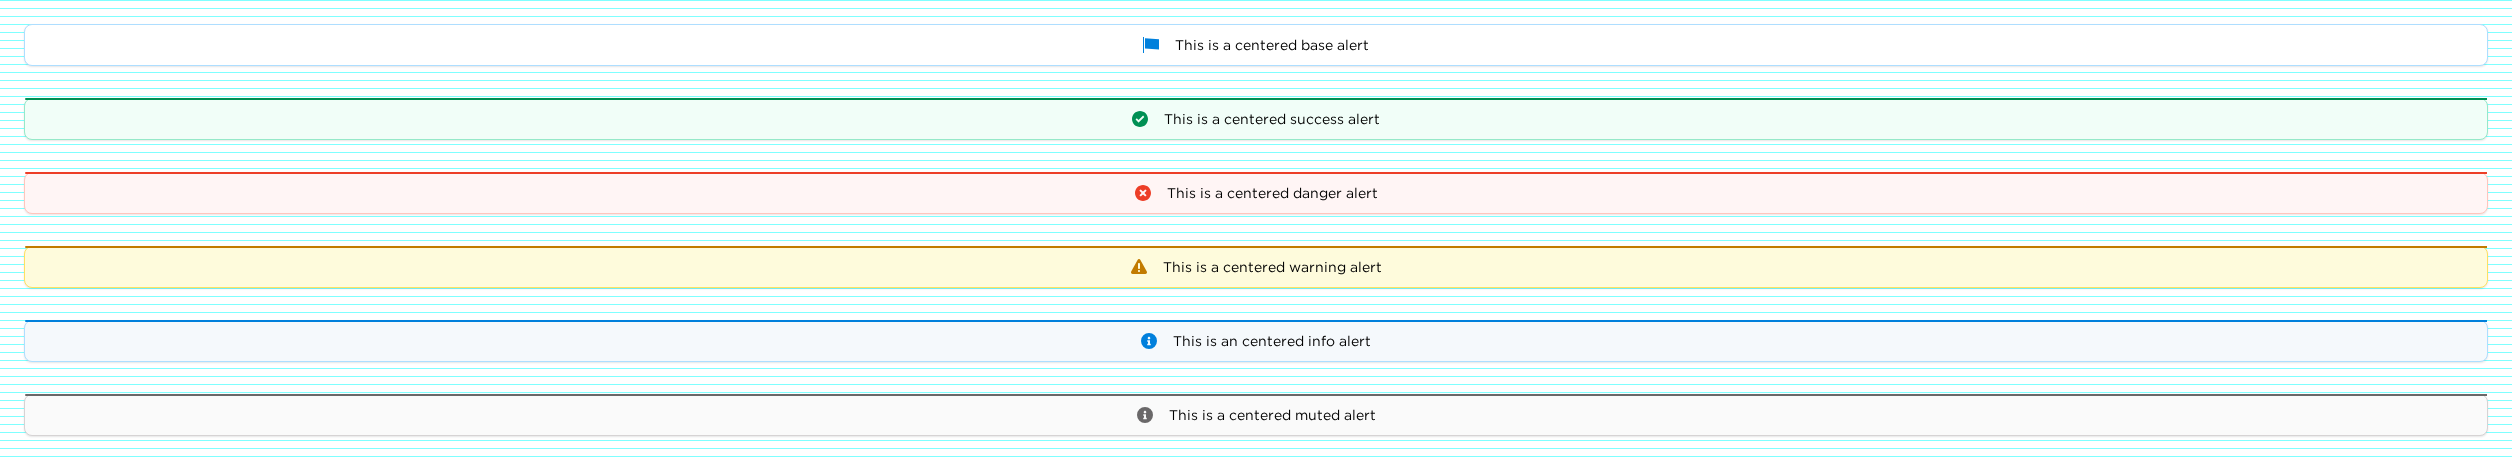 This is a centered base alert
This is a centered success alert
This is a centered danger alert
This is a centered warning alert
This is an centered info alert
This is a centered muted alert